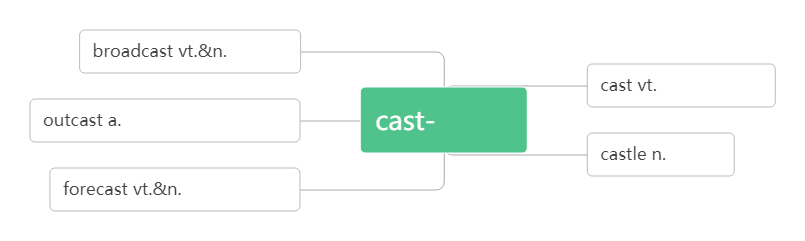 broadcast vt.&n.
outcast a.
forecast vt.&n.
cast-
cast vt.
castle n.